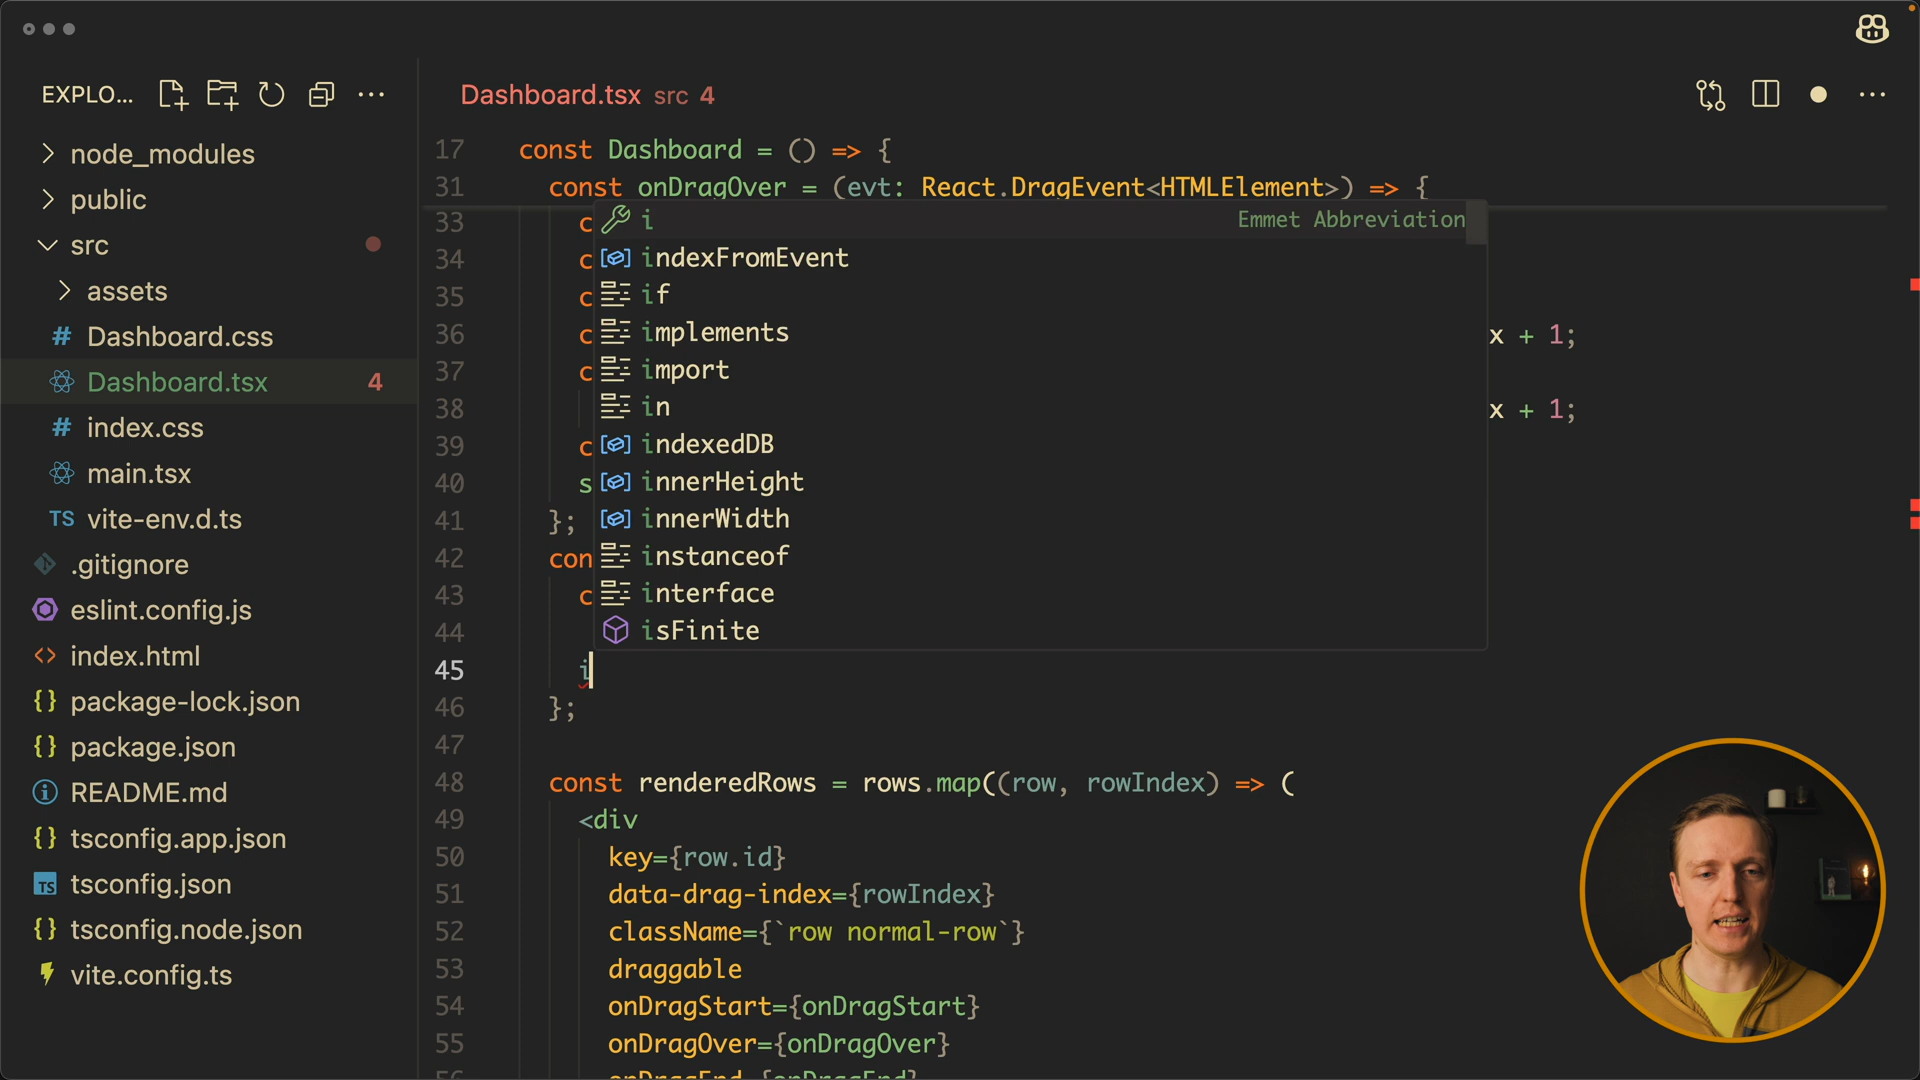 EXPLO...
node_modules
public
src
assets
# Dashboard.css
Dashboard.tsx 4
# index.css
main.tsx
TS vite-env.d.ts
.gitignore
eslint.config.js
<> index.html
{} package-lock.json
{} package.json
README.md
{} tsconfig.app.json
TS tsconfig.json
{} tsconfig.node.json
vite.config.ts
Dashboard.tsx src 4
17 const Dashboard = () => {
31 const onDragOver = (evt: React.DragEvent<HTMLElement>) => {
33 c
34 c
35 c
36 c x + 1;
37 c
38 x + 1;
39 c
40 s
41 };
42 con
43 c
44
45 i
46 };
47
48 const renderedRows = rows.map((row, rowIndex) => (
49 <div
50 key={row.id}
51 data-drag-index={rowIndex}
52 className={`row normal-row`}
53 draggable
54 onDragStart={onDragStart}
55 onDragOver={onDragOver}
56 onDragEnd={onDragEnd}
i Emmet Abbreviation
indexFromEvent
if
implements
import
in
indexedDB
innerHeight
innerWidth
instanceof
interface
isFinite